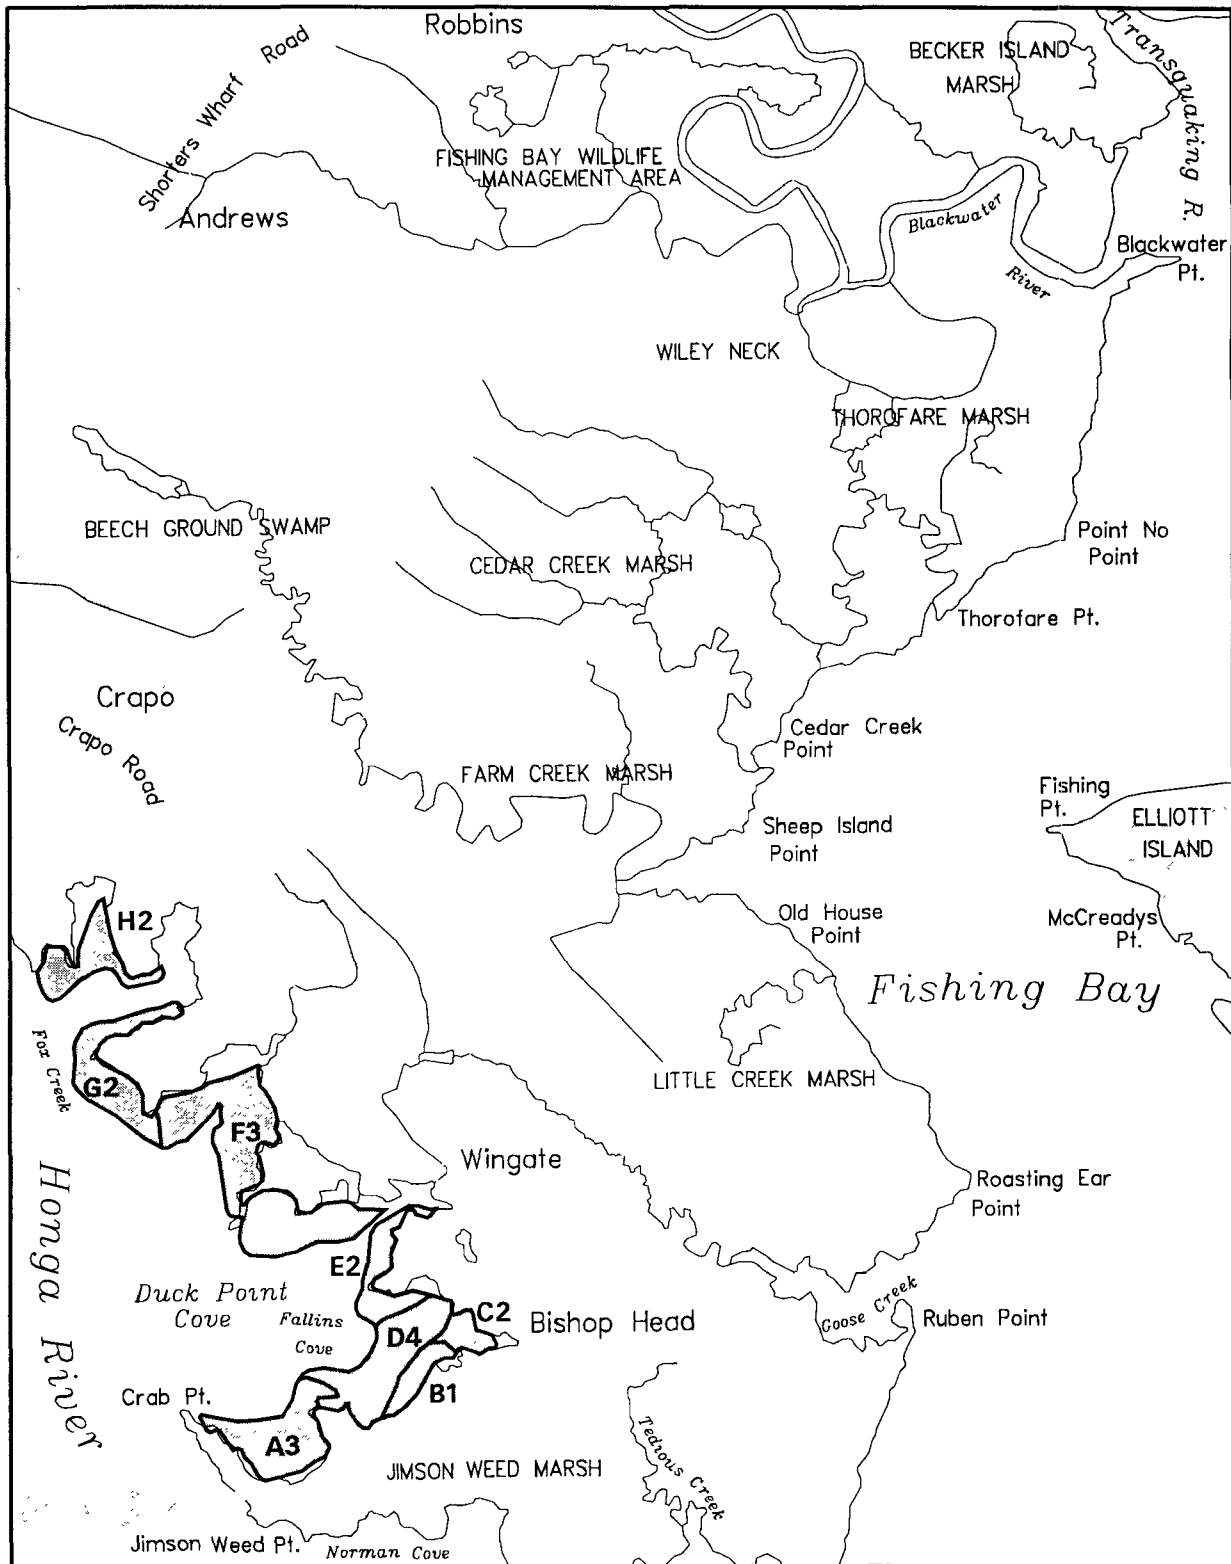 Robbins
Shorters Wharf Road
BECKER ISLAND
MARSH
Transquaking R.
FISHING BAY WILDLIFE
MANAGEMENT AREA
Andrews
Blackwater
River
Blackwater
Pt.
WILEY NECK
THOROFARE MARSH
BEECH GROUND SWAMP
CEDAR CREEK MARSH
Point No
Point
Thorofare Pt.
Crapo
Crapo Road
Cedar Creek
Point
FARM CREEK MARSH
Fishing
Pt.
ELLIOTT
ISLAND
Sheep Island
Point
H2
Old House
Point
McCreadys
Pt.
Fishing Bay
Fox Creek
G2
LITTLE CREEK MARSH
F3
Wingate
Roasting Ear
Point
Honga River
E2
Duck Point
Cove
Fallins
Cove
C2
D4
Bishop Head
Goose Creek
Ruben Point
Crab Pt.
B1
A3
JIMSON WEED MARSH
Tedious Creek
Jimson Weed Pt.
Norman Cove